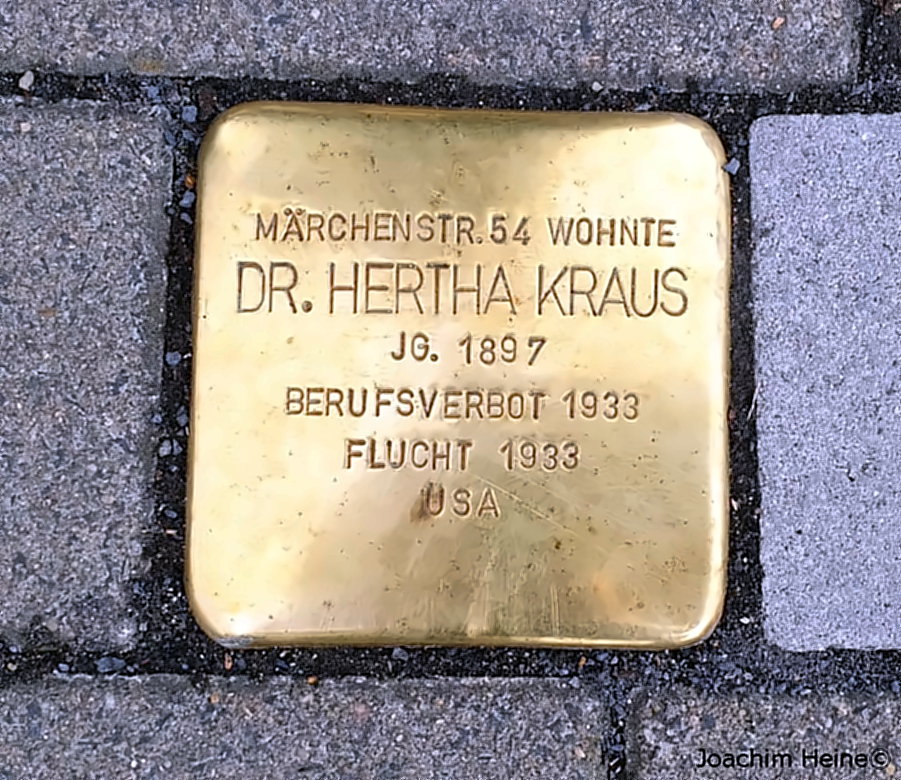 MÄRCHENSTR. 54 WOHNTE
DR. HERTHA KRAUS
JG. 1897
BERUFSVERBOT 1933
FLUCHT 1933
USA
Joachim Heine©